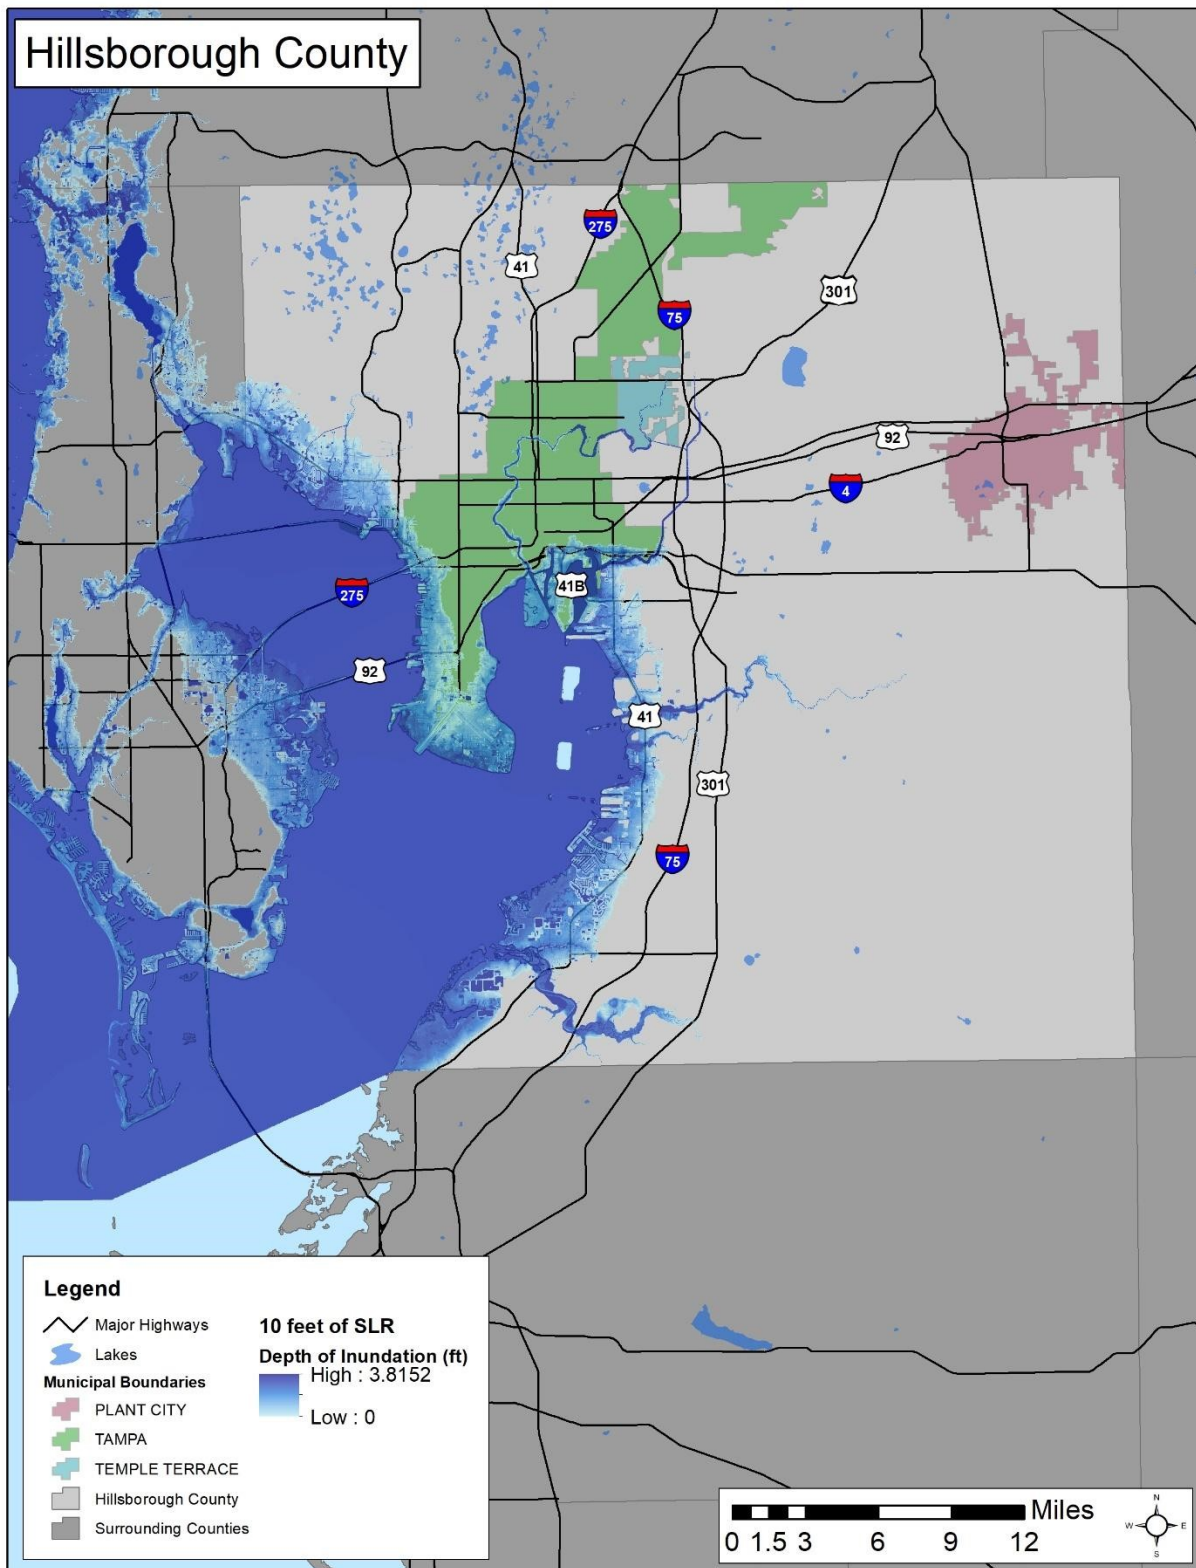 Hillsborough County
275
41
301
75
92
4
41B
275
92
41
301
75
Legend
Major Highways
Lakes
Municipal Boundaries
PLANT CITY
TAMPA
TEMPLE TERRACE
Hillsborough County
Surrounding Counties
10 feet of SLR
Depth of Inundation (ft)
High : 3.8152
Low : 0
Miles
0 1.5 3 6 9 12
N
W E
S